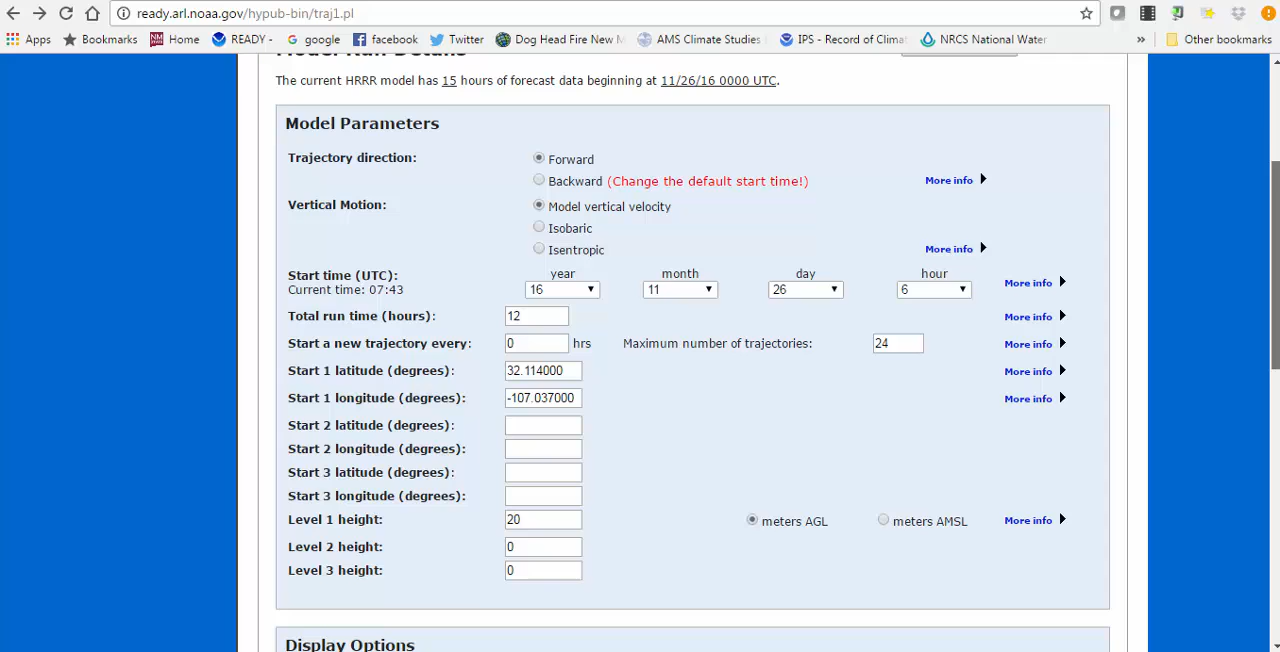 ready.arl.noaa.gov/hypub-bin/traj1.pl
Apps Bookmarks Home READY - google facebook Twitter Dog Head Fire New M AMS Climate Studies IPS - Record of Climat NRCS National Water » Other bookmarks
Model Run Details
The current HRRR model has 15 hours of forecast data beginning at 11/26/16 0000 UTC.
Model Parameters
Trajectory direction: Forward
Backward (Change the default start time!) More info
Vertical Motion: Model vertical velocity
Isobaric
Isentropic More info
Start time (UTC): year month day hour
Current time: 07:43 16 11 26 6 More info
Total run time (hours): 12 More info
Start a new trajectory every: 0 hrs Maximum number of trajectories: 24 More info
Start 1 latitude (degrees): 32.114000 More info
Start 1 longitude (degrees): -107.037000 More info
Start 2 latitude (degrees):
Start 2 longitude (degrees):
Start 3 latitude (degrees):
Start 3 longitude (degrees):
Level 1 height: 20 meters AGL meters AMSL More info
Level 2 height: 0
Level 3 height: 0
Display Options